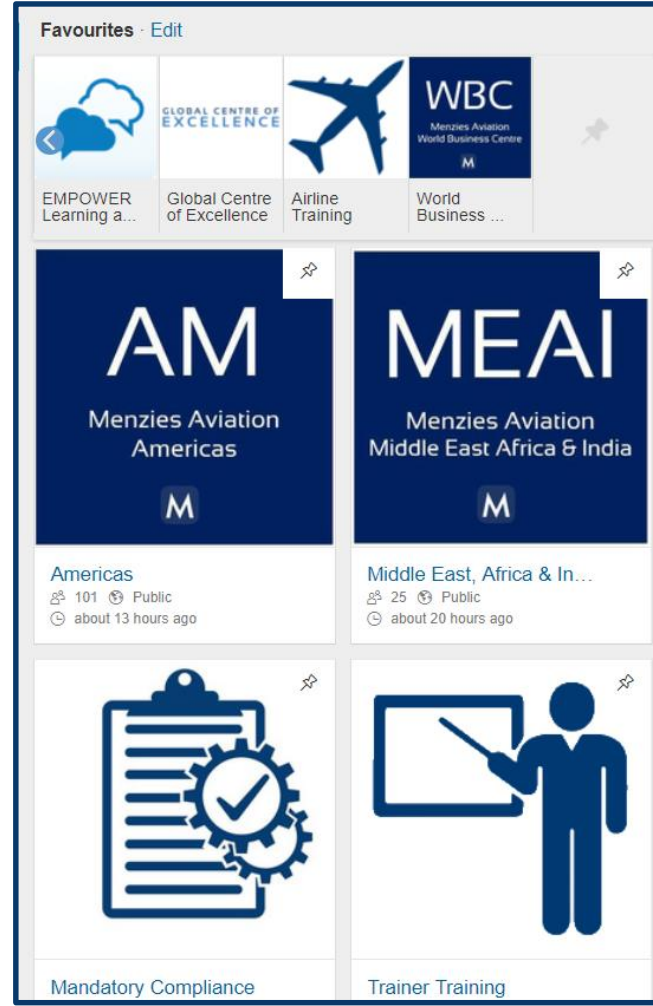 Favourites · Edit
GLOBAL CENTRE OF
EXCELLENCE
WBC
Menzies Aviation
World Business Centre
M
EMPOWER
Learning a...
Global Centre
of Excellence
Airline
Training
World
Business ...
AM
Menzies Aviation
Americas
M
MEAI
Menzies Aviation
Middle East Africa & India
M
Americas
101 Public
about 13 hours ago
Middle East, Africa & In...
25 Public
about 20 hours ago
Mandatory Compliance
Trainer Training